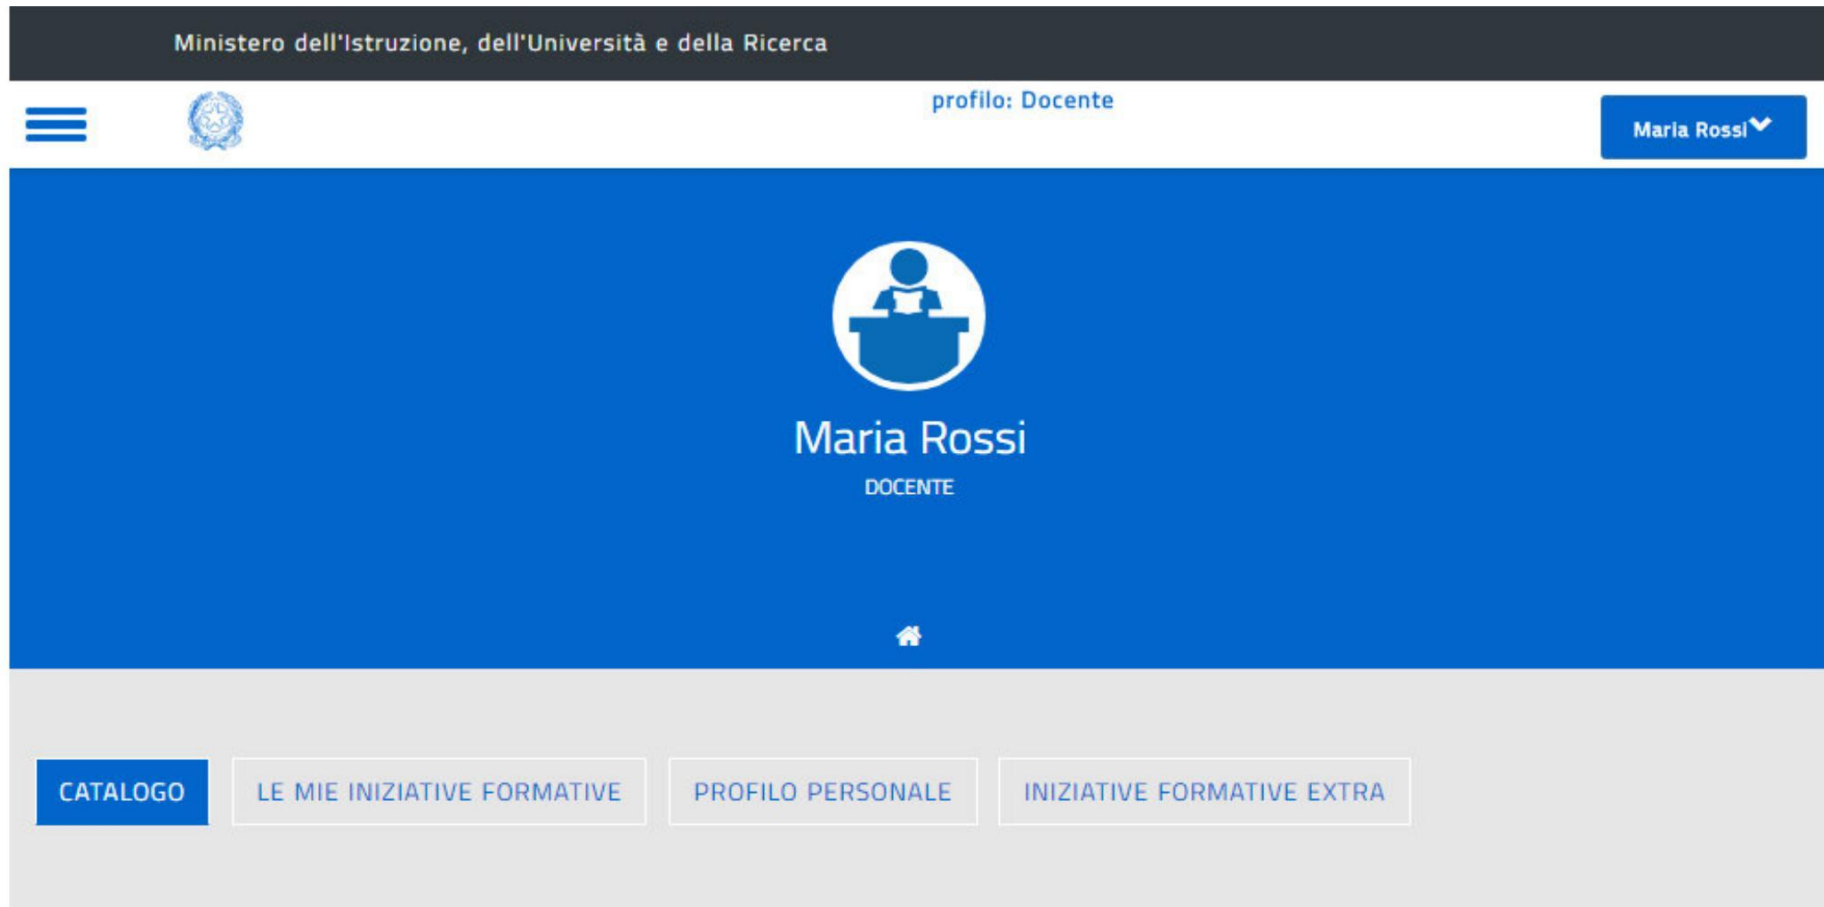 Ministero dell'Istruzione, dell'Università e della Ricerca
profilo: Docente
Maria Rossi
Maria Rossi
DOCENTE
CATALOGO
LE MIE INIZIATIVE FORMATIVE
PROFILO PERSONALE
INIZIATIVE FORMATIVE EXTRA